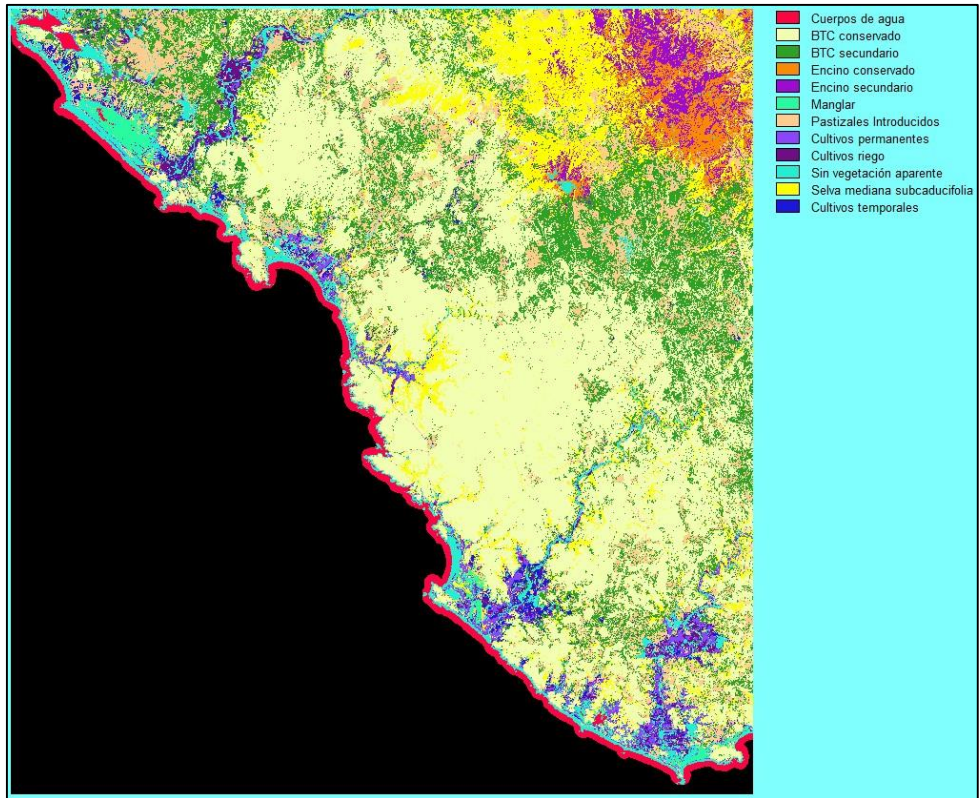 Cuerpos de agua
BTC conservado
BTC secundario
Encino conservado
Encino secundario
Manglar
Pastizales Introducidos
Cultivos permanentes
Cultivos riego
Sin vegetación aparente
Selva mediana subcaducifolia
Cultivos temporales